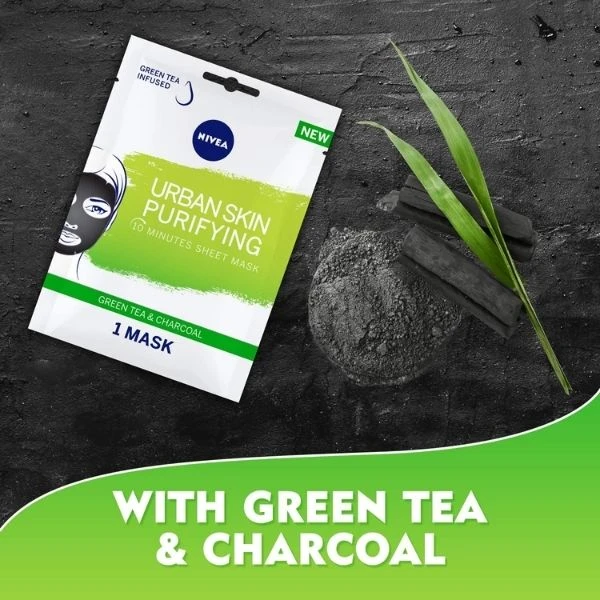 GREEN TEA
INFUSED
NIVEA
NEW
URBAN SKIN
PURIFYING
10 MINUTES SHEET MASK
GREEN TEA & CHARCOAL
1 MASK
WITH GREEN TEA
& CHARCOAL